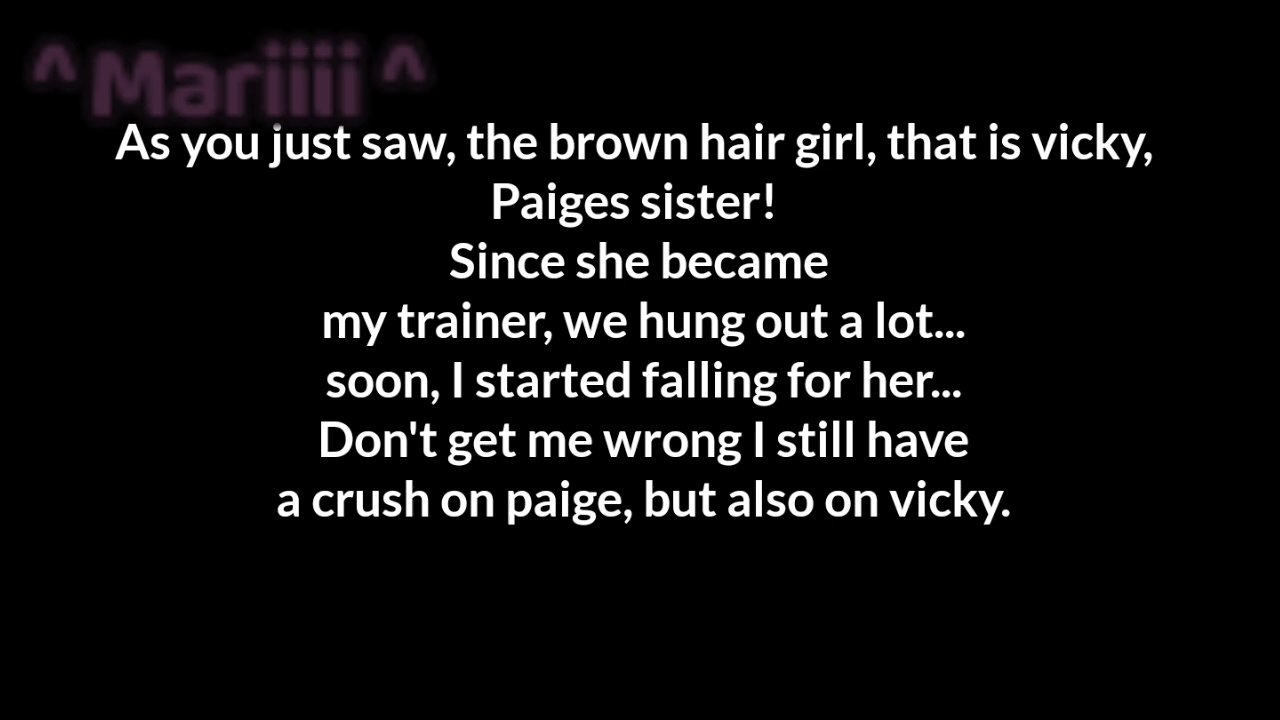 ^Mariiii ^
As you just saw, the brown hair girl, that is vicky,
Paiges sister!
Since she became
my trainer, we hung out a lot...
soon, I started falling for her...
Don't get me wrong I still have
a crush on paige, but also on vicky.